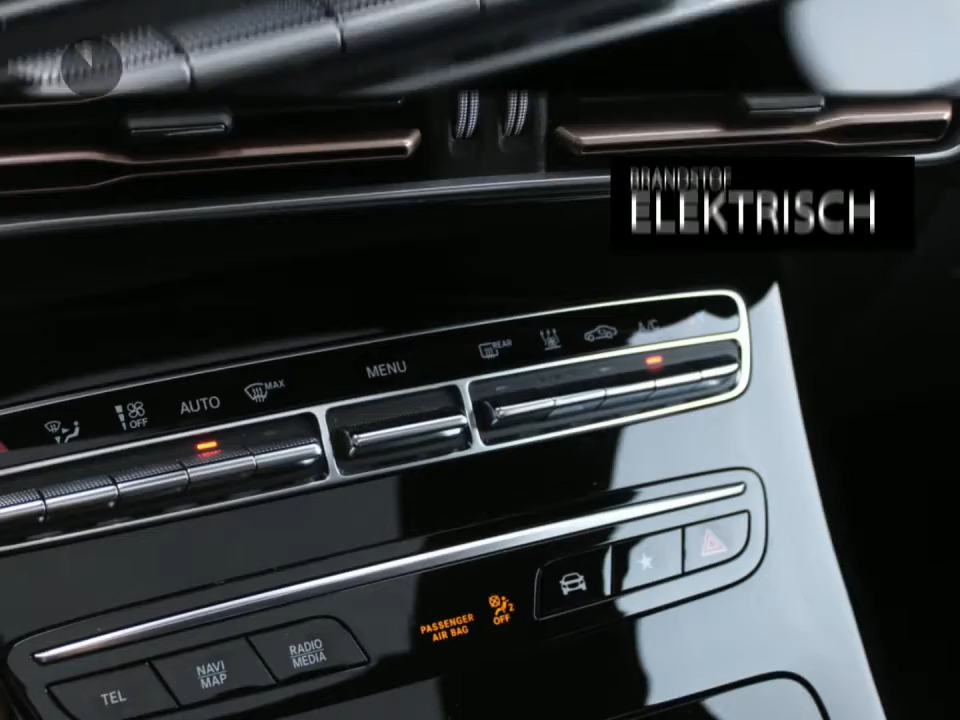 BRANDSTOF
ELEKTRISCH
REAR
A/C
MENU
MAX
AUTO
OFF
PASSENGER
AIR BAG
2
OFF
RADIO
MEDIA
NAVI
MAP
TEL